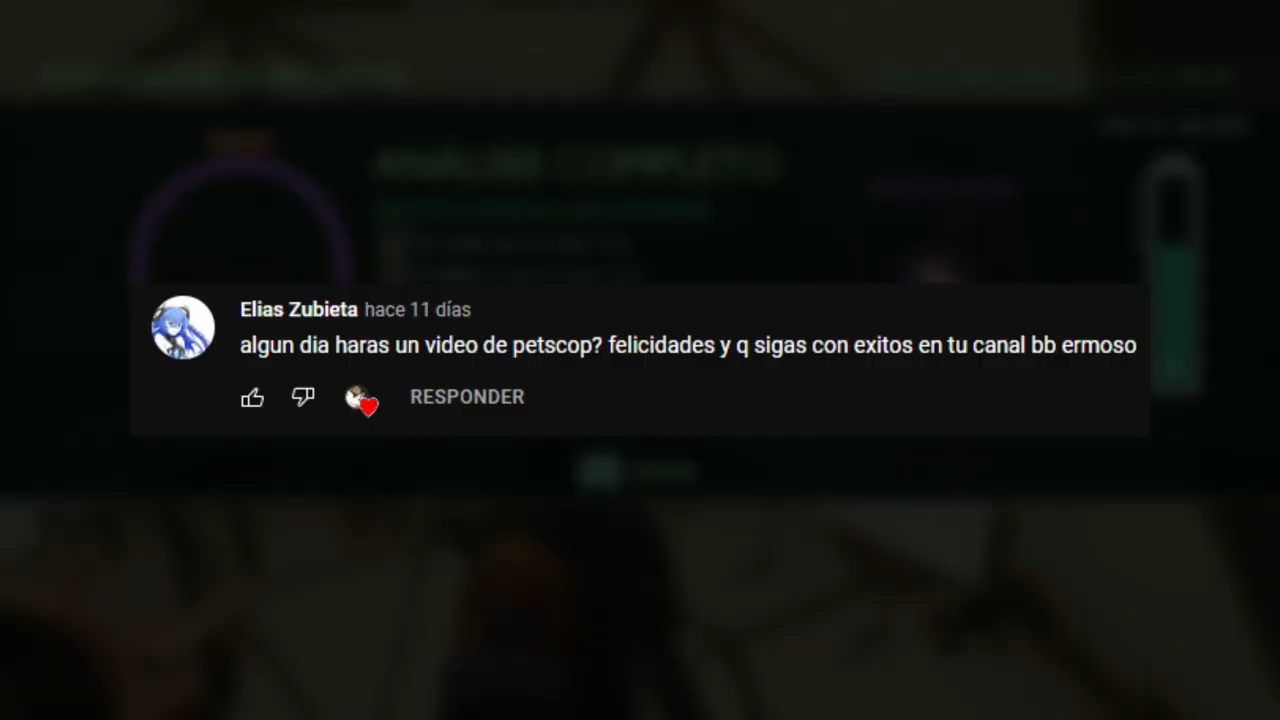 Elias Zubieta hace 11 días
algun dia haras un video de petscop? felicidades y q sigas con exitos en tu canal bb ermoso
RESPONDER